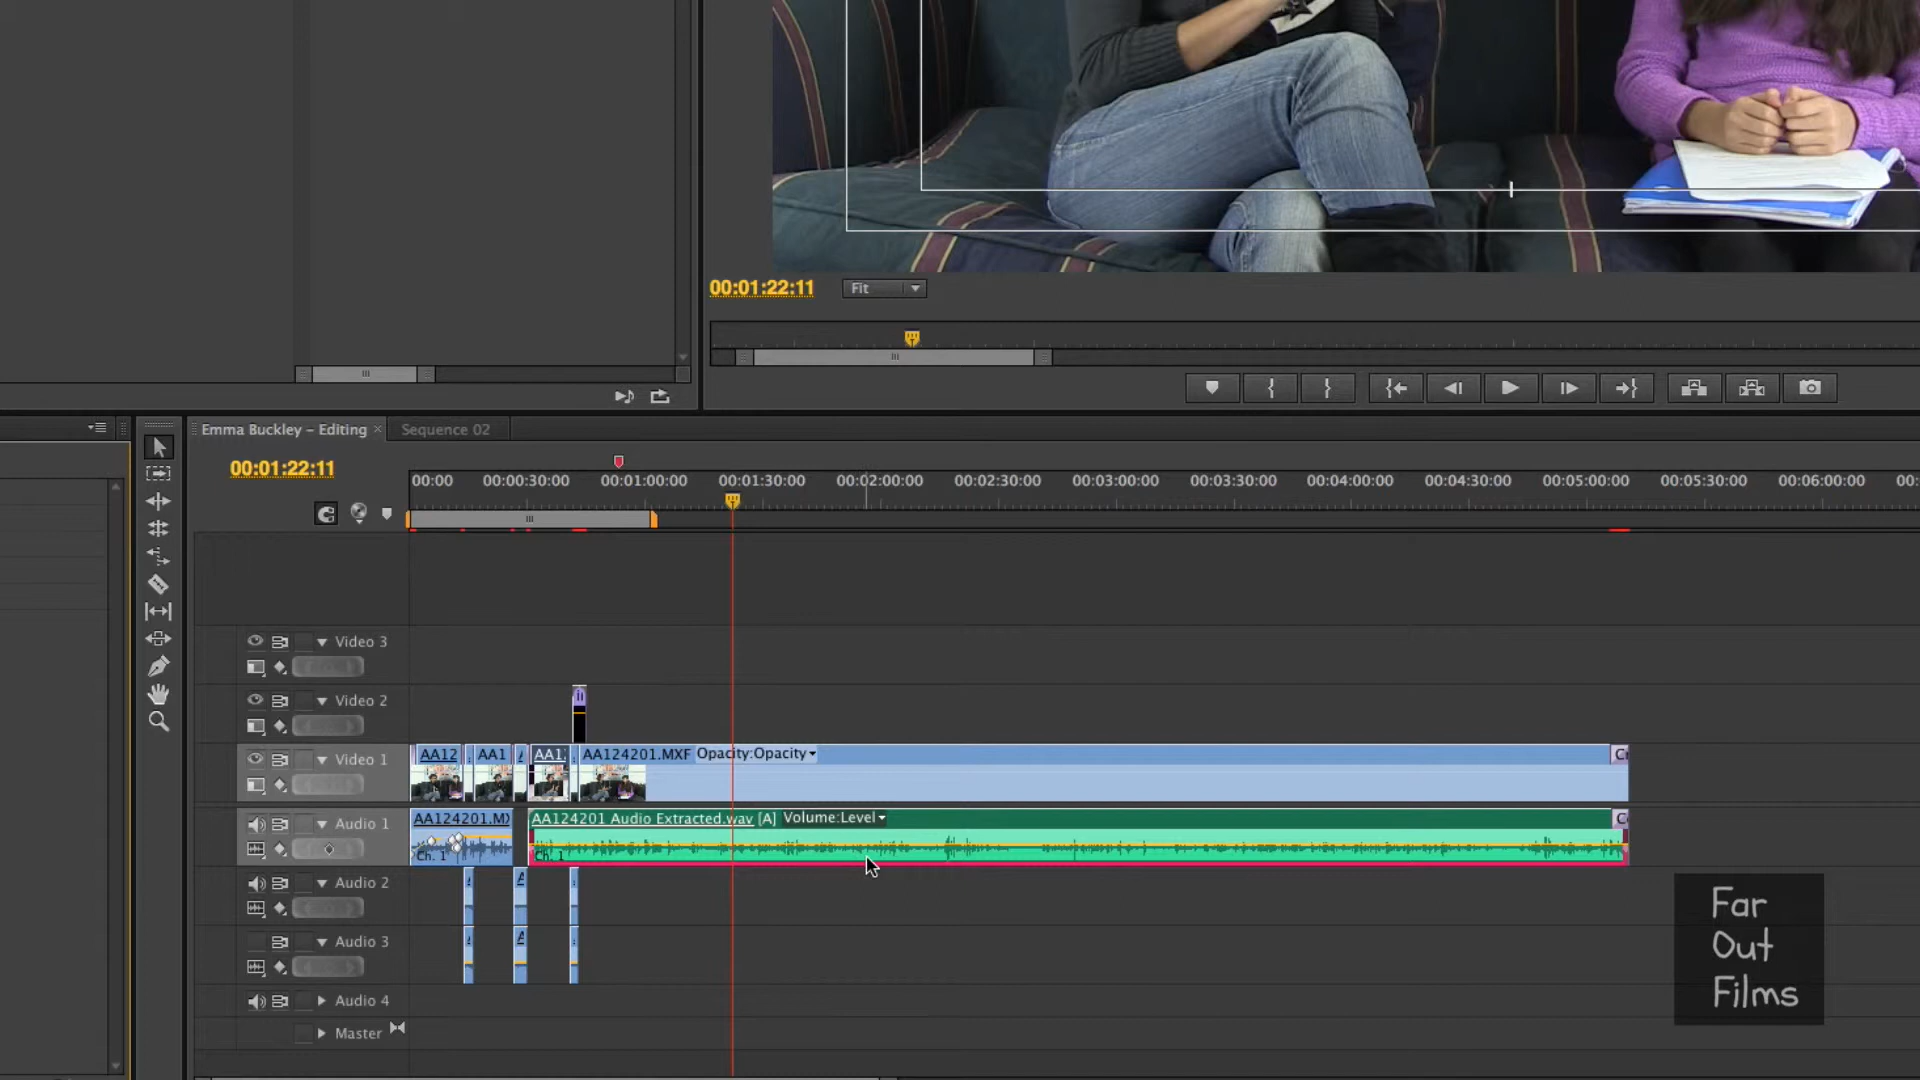 00:01:22:11
Fit
Emma Buckley – Editing
Sequence 02
00:01:22:11
00:00
00:00:30:00
00:01:00:00
00:01:30:00
00:02:00:00
00:02:30:00
00:03:00:00
00:03:30:00
00:04:00:00
00:04:30:00
00:05:00:00
00:05:30:00
00:06:00:00
00:
Video 3
Video 2
Video 1
AA12
AA1
AA1
AA124201.MXF Opacity:Opacity
Audio 1
AA124201.M
Ch. 1
AA124201 Audio Extracted.wav [A] Volume:Level
Ch. 1
Audio 2
A
Audio 3
A
Audio 4
Master
Far
Out
Films